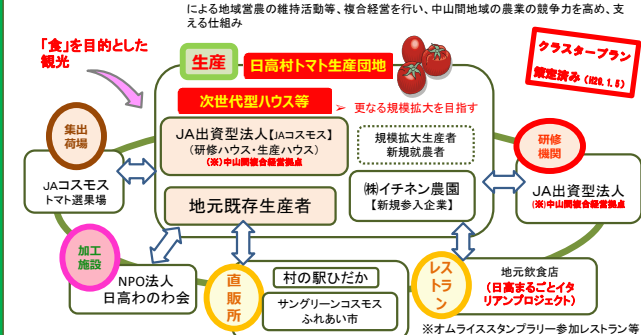 による地域営農の維持活動等、複合経営を行い、中山間地域の農業の競争力を高め、支
える仕組み
「食」を目的とした
観光
生産
日高村トマト生産団地
クラスタープラン
策定済み(H29.1.5)
次世代型ハウス等
➢ 更なる規模拡大を目指す
集出
荷場
JA出資型法人【JAコスモス】
(研修ハウス・生産ハウス)
(※)中山間複合経営拠点
規模拡大生産者
新規就農者
研修
機関
JAコスモス
トマト選果場
地元既存生産者
㈱イチネン農園
【新規参入企業】
JA出資型法人
(※)中山間複合経営拠点
加工
施設
NPO法人
日高わのわ会
直
販
所
村の駅ひだか
サングリーンコスモス
ふれあい市
レス
トラ
ン
地元飲食店
(日高まるごとイタ
リアンプロジェクト)
※オムライススタンプラリー参加レストラン等